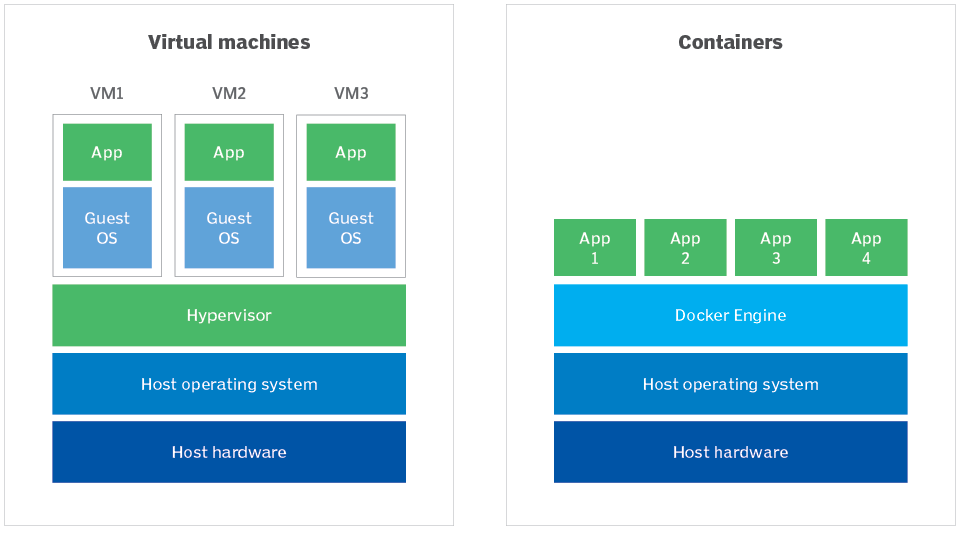 Virtual machines
VM1 VM2 VM3
App App App
Guest Guest Guest
OS OS OS
Hypervisor
Host operating system
Host hardware
Containers
App App App App
1 2 3 4
Docker Engine
Host operating system
Host hardware